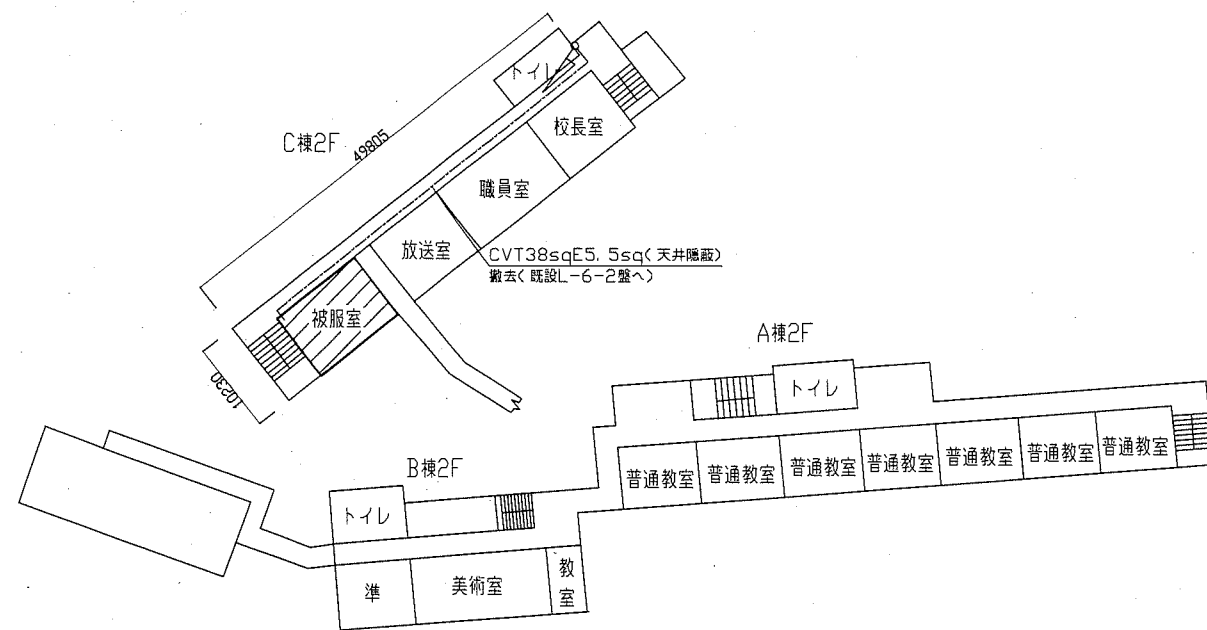 トイレ
校長室
C棟2F
49805
職員室
放送室
CVT38sqE5.5sq(天井隠蔽)
撤去(既設L-6-2盤へ)
被服室
10230
A棟2F
トイレ
普通教室
普通教室
普通教室
普通教室
普通教室
普通教室
普通教室
B棟2F
トイレ
準
美術室
教
室